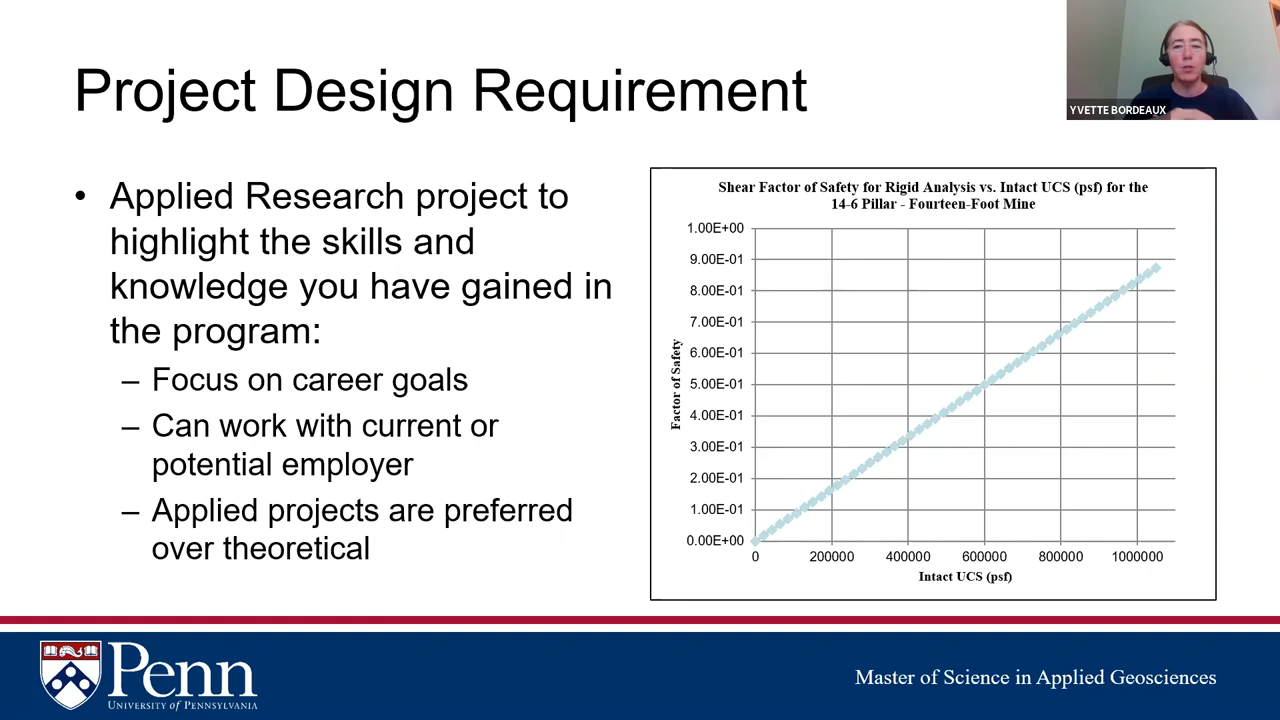 Project Design Requirement
YVETTE BORDEAUX
• Applied Research project to
highlight the skills and
knowledge you have gained in
the program:
– Focus on career goals
– Can work with current or
potential employer
– Applied projects are preferred
over theoretical
Shear Factor of Safety for Rigid Analysis vs. Intact UCS (psf) for the
14-6 Pillar - Fourteen-Foot Mine
Factor of Safety
1.00E+00
9.00E-01
8.00E-01
7.00E-01
6.00E-01
5.00E-01
4.00E-01
3.00E-01
2.00E-01
1.00E-01
0.00E+00
0 200000 400000 600000 800000 1000000
Intact UCS (psf)
Penn
UNIVERSITY of PENNSYLVANIA
Master of Science in Applied Geosciences